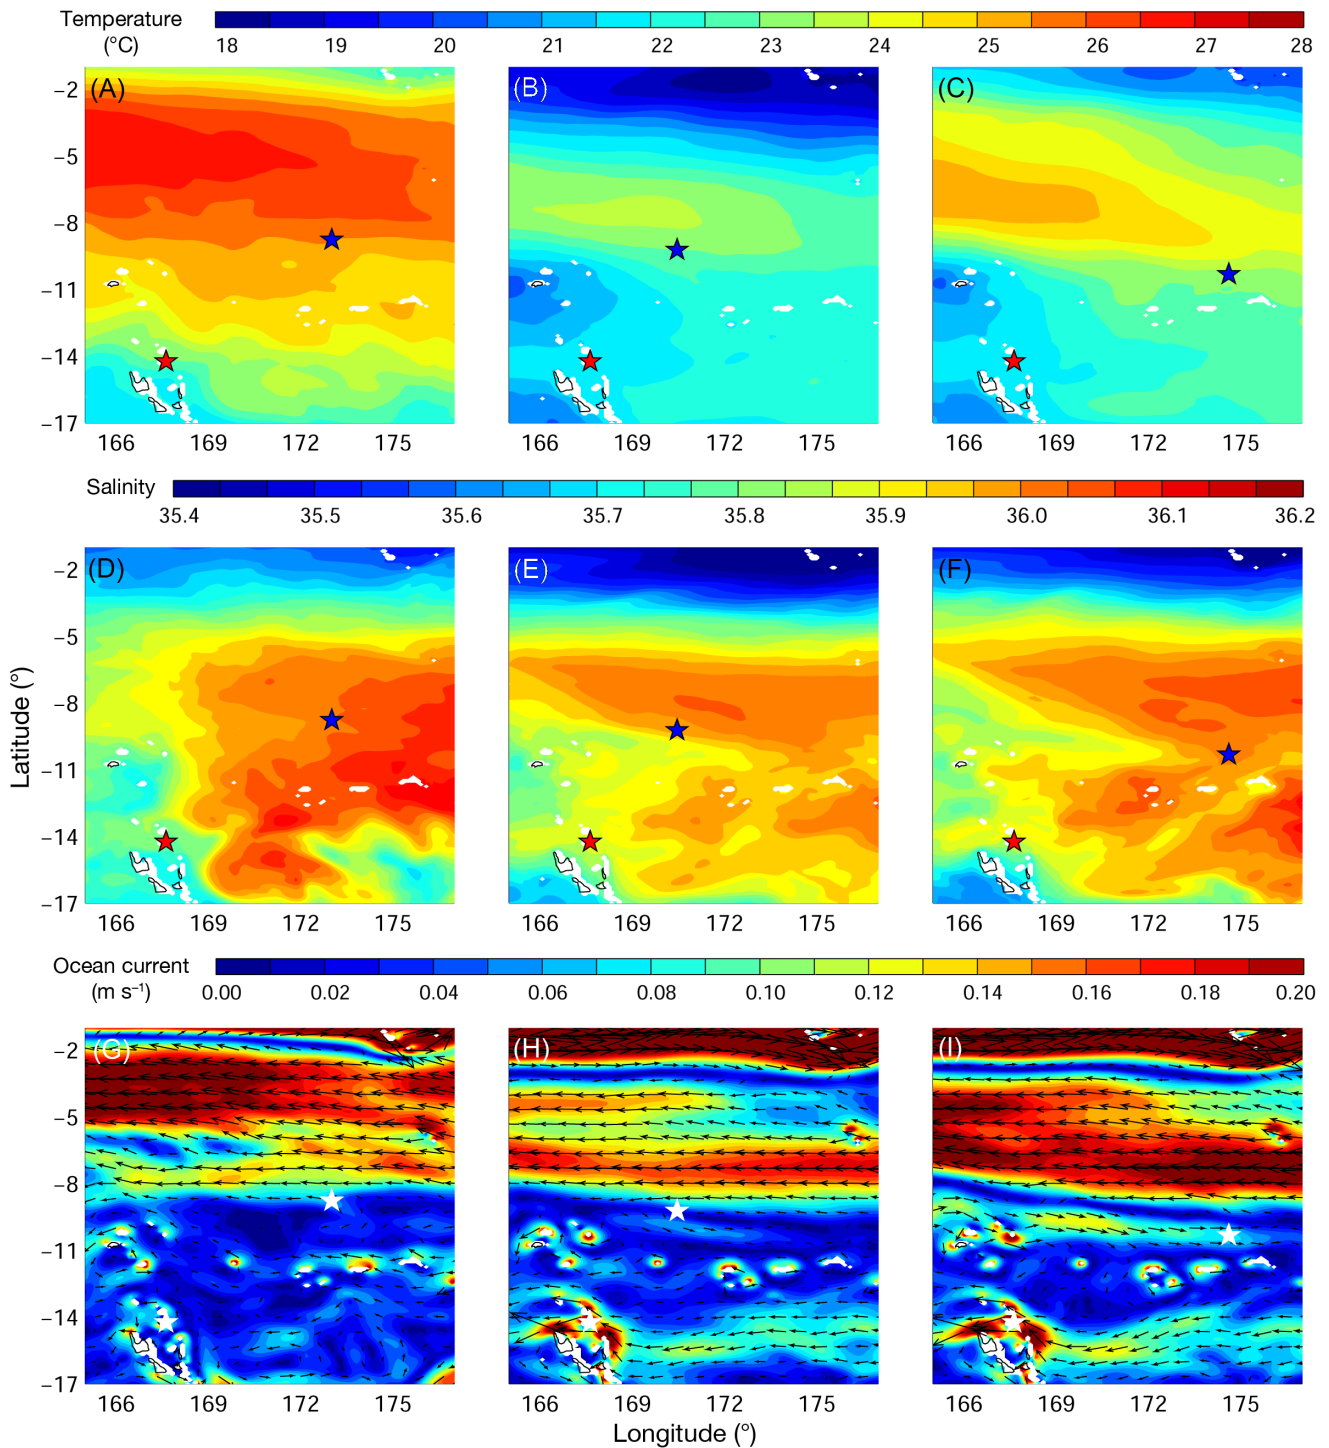 Temperature
(°C)
18 19 20 21 22 23 24 25 26 27 28
(A) (B) (C)
−2
−5
−8
−11
−14
−17
166 169 172 175 166 169 172 175 166 169 172 175
Salinity
35.4 35.5 35.6 35.7 35.8 35.9 36.0 36.1 36.2
(D) (E) (F)
−2
−5
−8
−11
−14
−17
Latitude (°)
166 169 172 175 166 169 172 175 166 169 172 175
Ocean current
(m s⁻¹)
0.00 0.02 0.04 0.06 0.08 0.10 0.12 0.14 0.16 0.18 0.20
(G) (H) (I)
−2
−5
−8
−11
−14
−17
166 169 172 175 166 169 172 175 166 169 172 175
Longitude (°)